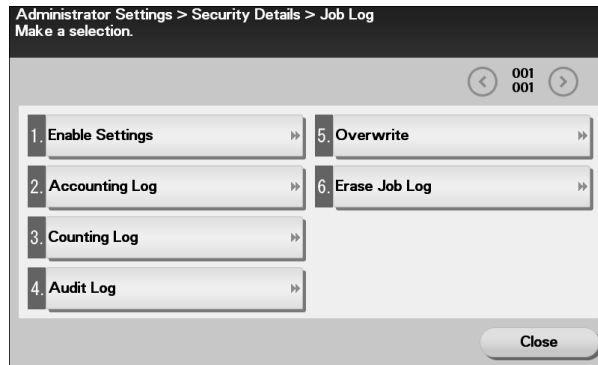 Administrator Settings > Security Details > Job Log
Make a selection.
001
001
1. Enable Settings
2. Accounting Log
3. Counting Log
4. Audit Log
5. Overwrite
6. Erase Job Log
Close